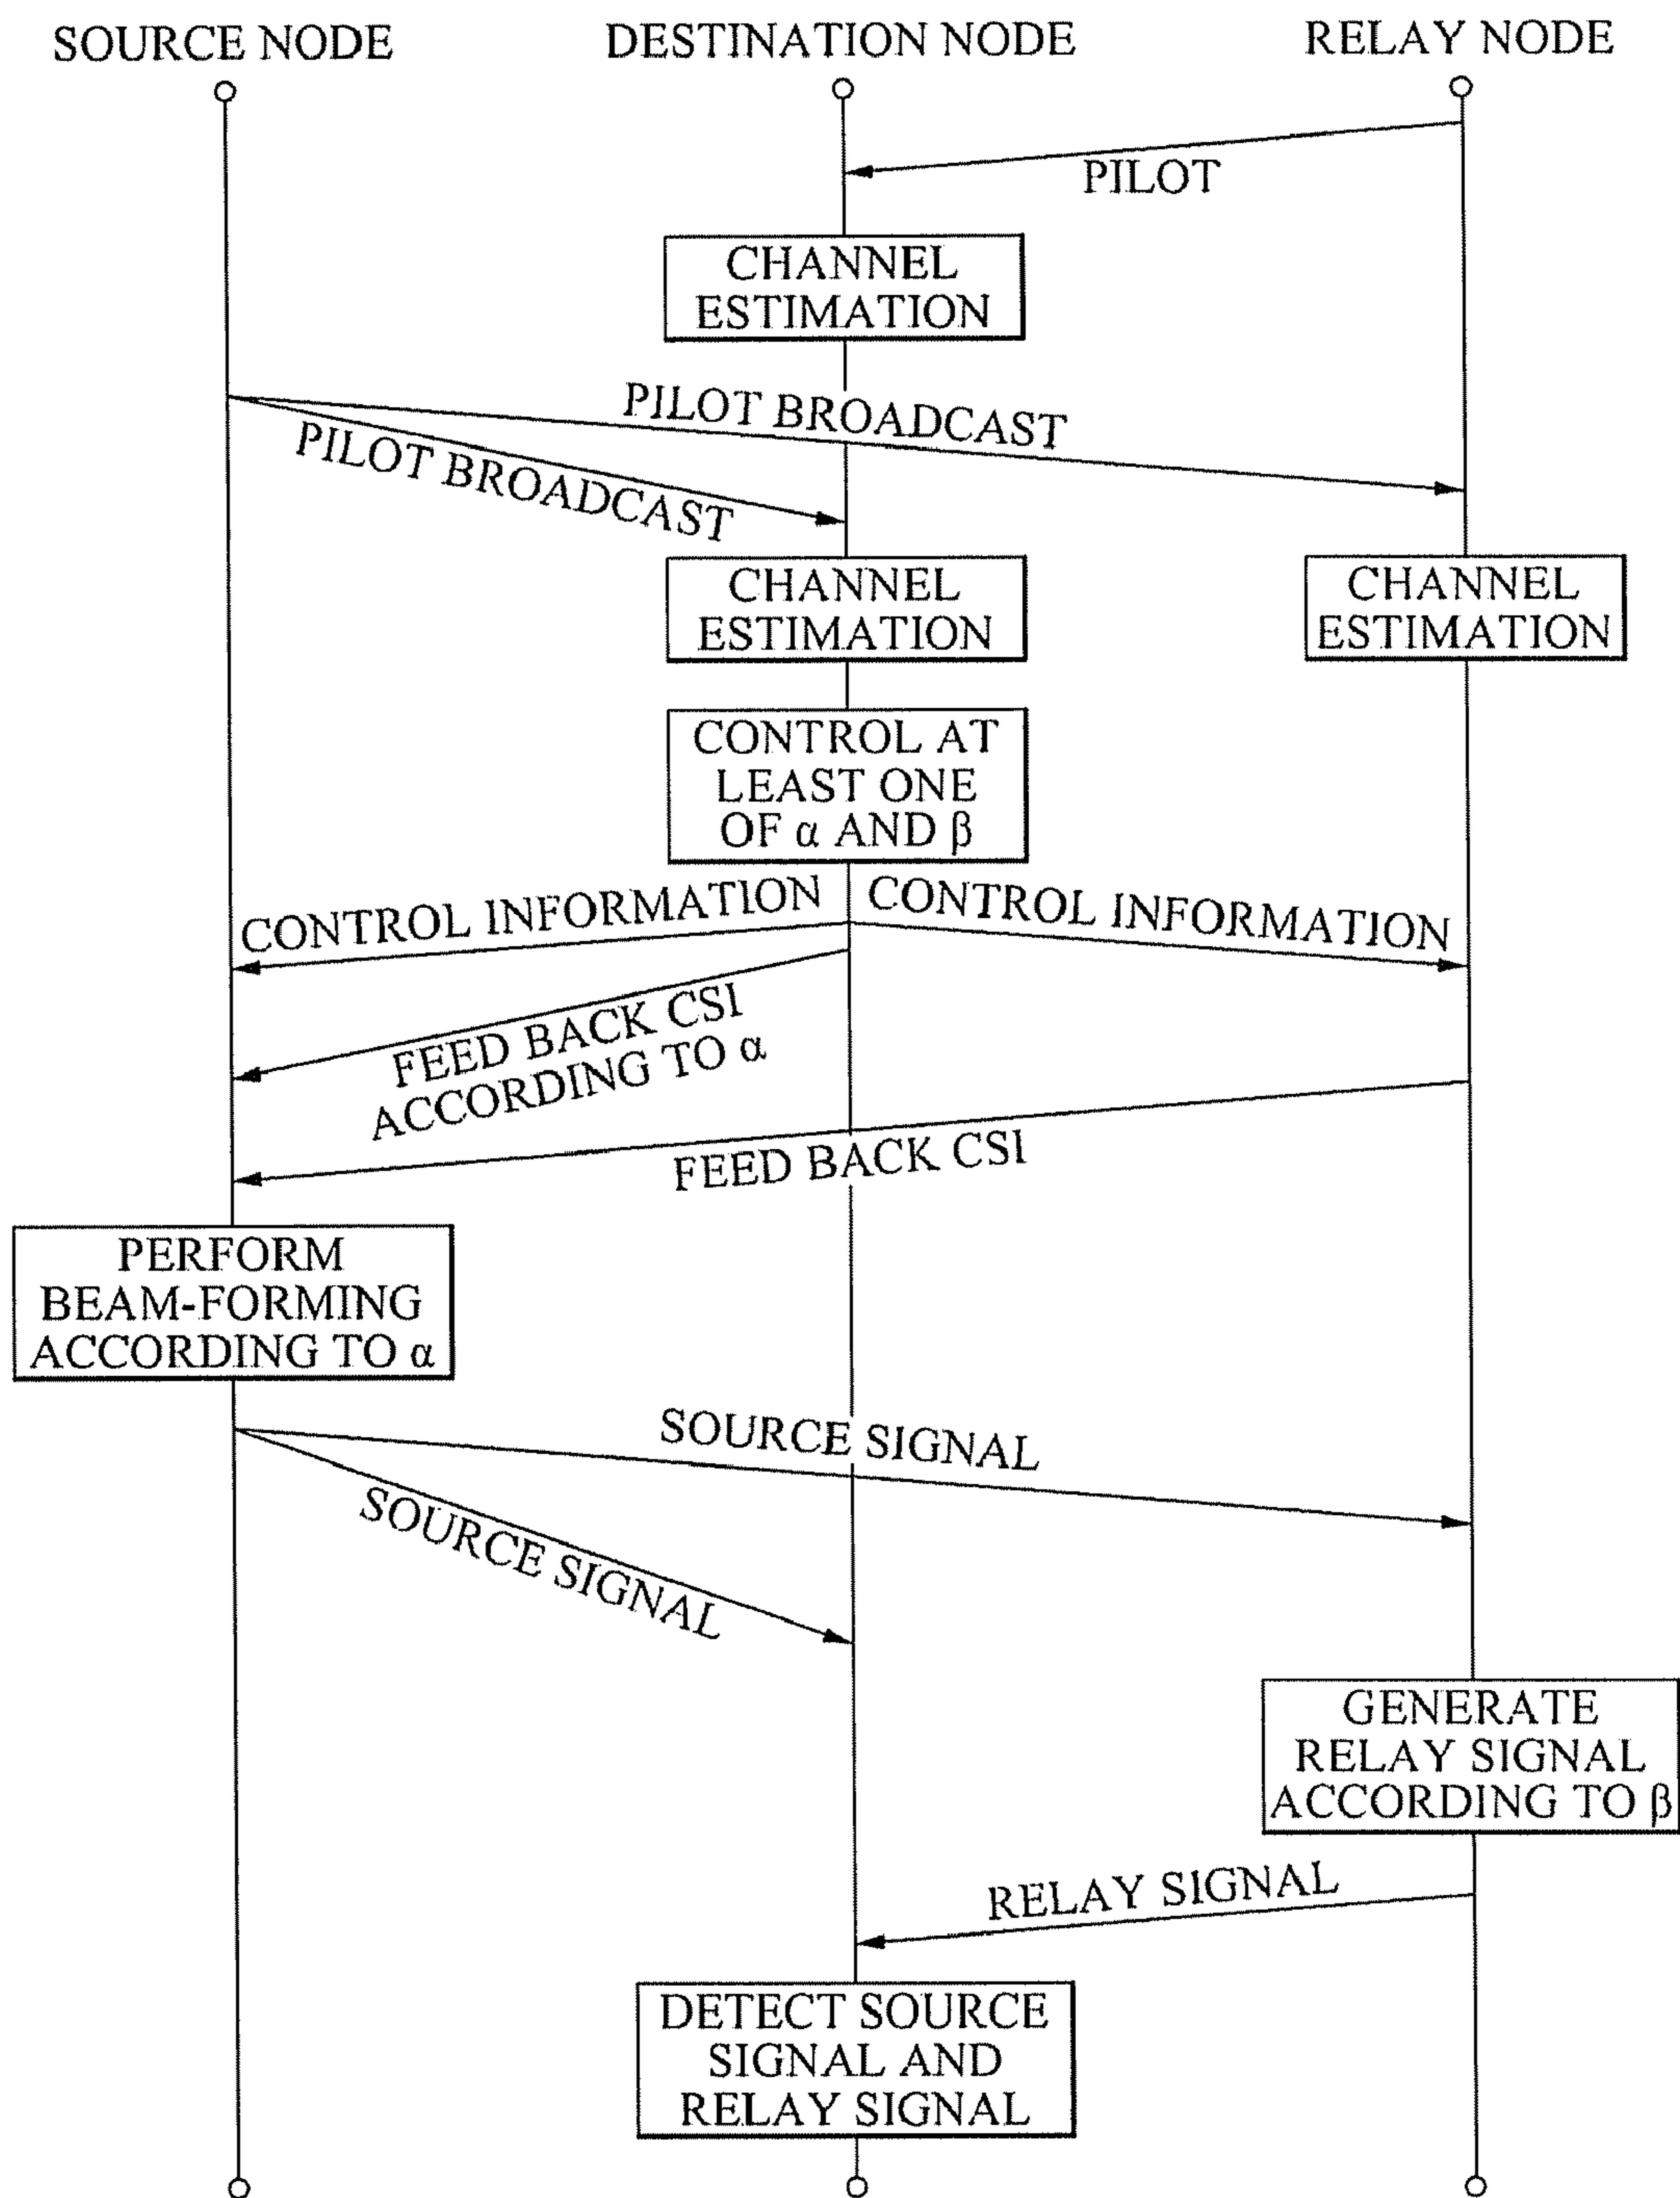 SOURCE NODE
DESTINATION NODE
RELAY NODE
PILOT
CHANNEL
ESTIMATION
PILOT BROADCAST
PILOT BROADCAST
CHANNEL
ESTIMATION
CHANNEL
ESTIMATION
CONTROL AT
LEAST ONE
OF α AND β
CONTROL INFORMATION
CONTROL INFORMATION
FEED BACK CSI
ACCORDING TO α
FEED BACK CSI
PERFORM
BEAM-FORMING
ACCORDING TO α
SOURCE SIGNAL
SOURCE SIGNAL
GENERATE
RELAY SIGNAL
ACCORDING TO β
RELAY SIGNAL
DETECT SOURCE
SIGNAL AND
RELAY SIGNAL